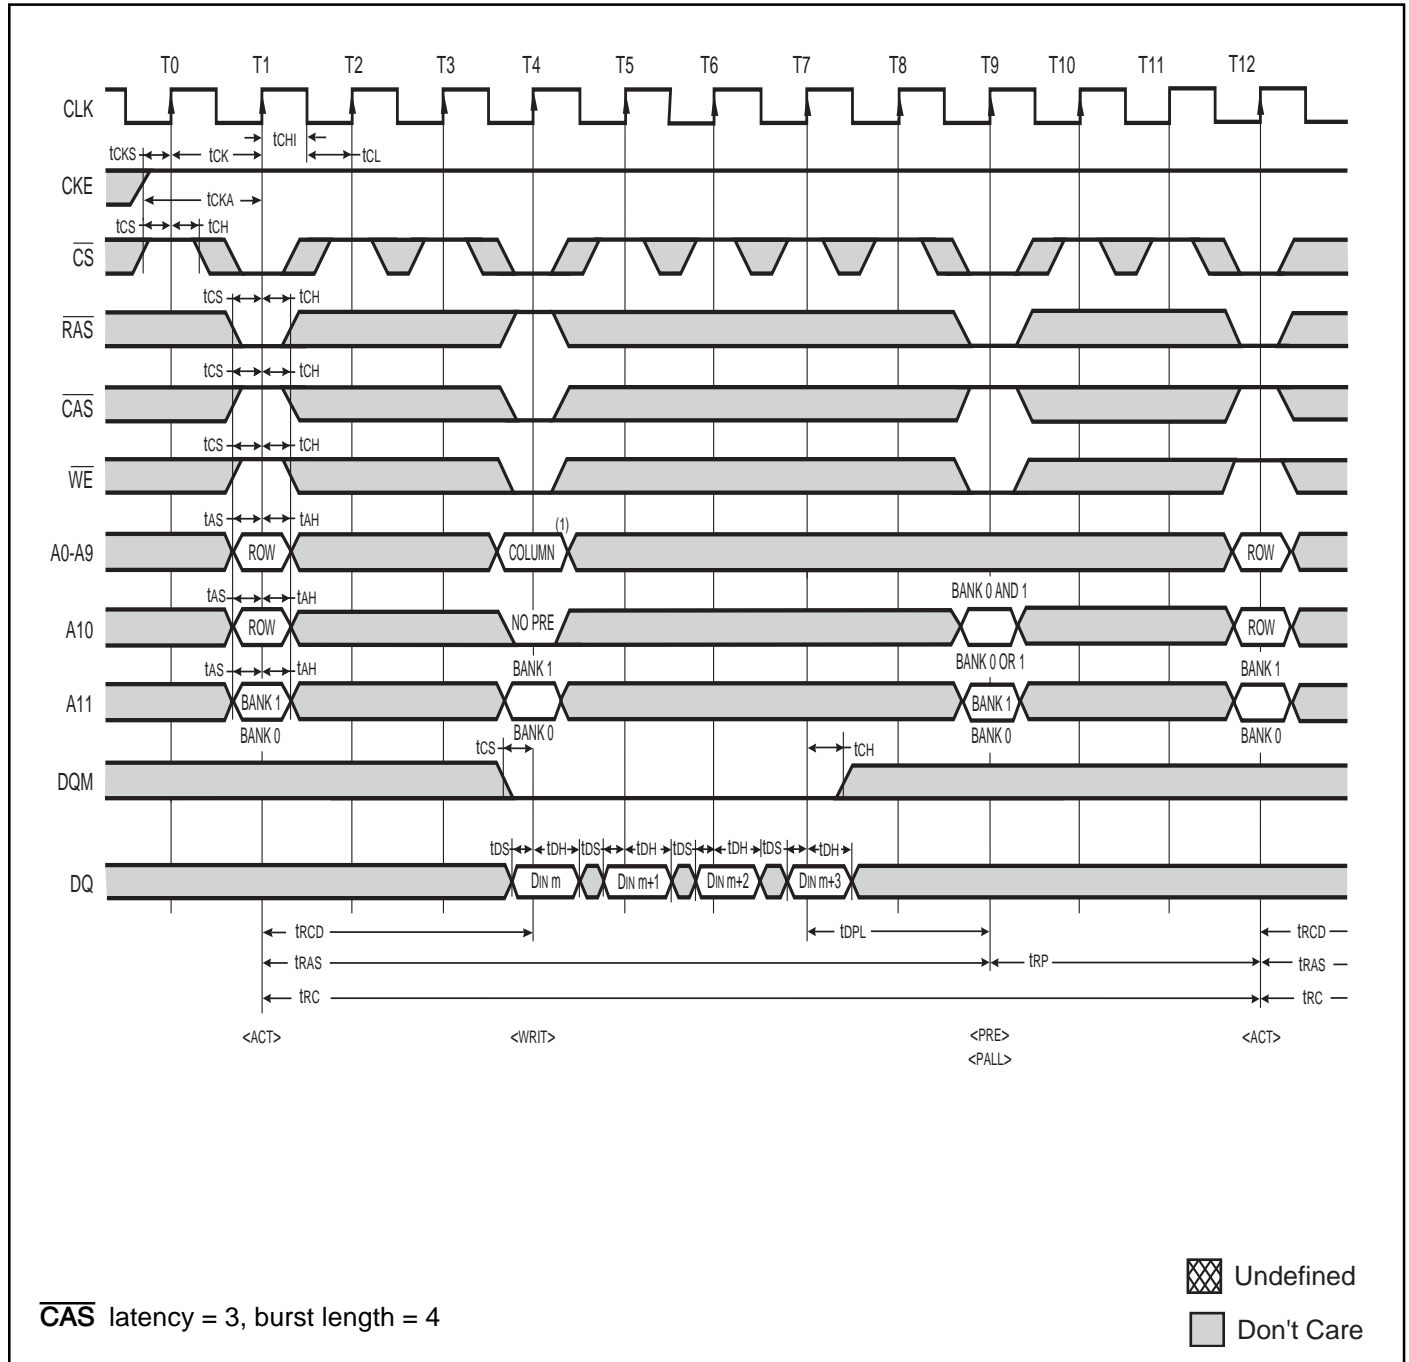 T0 T1 T2 T3 T4 T5 T6 T7 T8 T9 T10 T11 T12
CLK
tCHI
tCKS tCK tCL
CKE
tCKA
tCS tCH
CS
tCS tCH
RAS
tCS tCH
CAS
tCS tCH
WE
tAS tAH (1)
A0-A9 ROW COLUMN ROW
tAS tAH BANK 0 AND 1
A10 ROW NO PRE ROW
tAS tAH BANK 1 BANK 0 OR 1 BANK 1
A11 BANK 1 BANK 1
BANK 0 BANK 0 BANK 0 BANK 0
tCS tCH
DQM
tDS tDH tDS tDH tDS tDH tDS tDH
DQ DIN m DIN m+1 DIN m+2 DIN m+3
tRCD tDPL tRCD
tRAS tRP tRAS
tRC tRC
<ACT> <WRIT> <PRE> <ACT>
<PALL>
Undefined
CAS latency = 3, burst length = 4
Don't Care